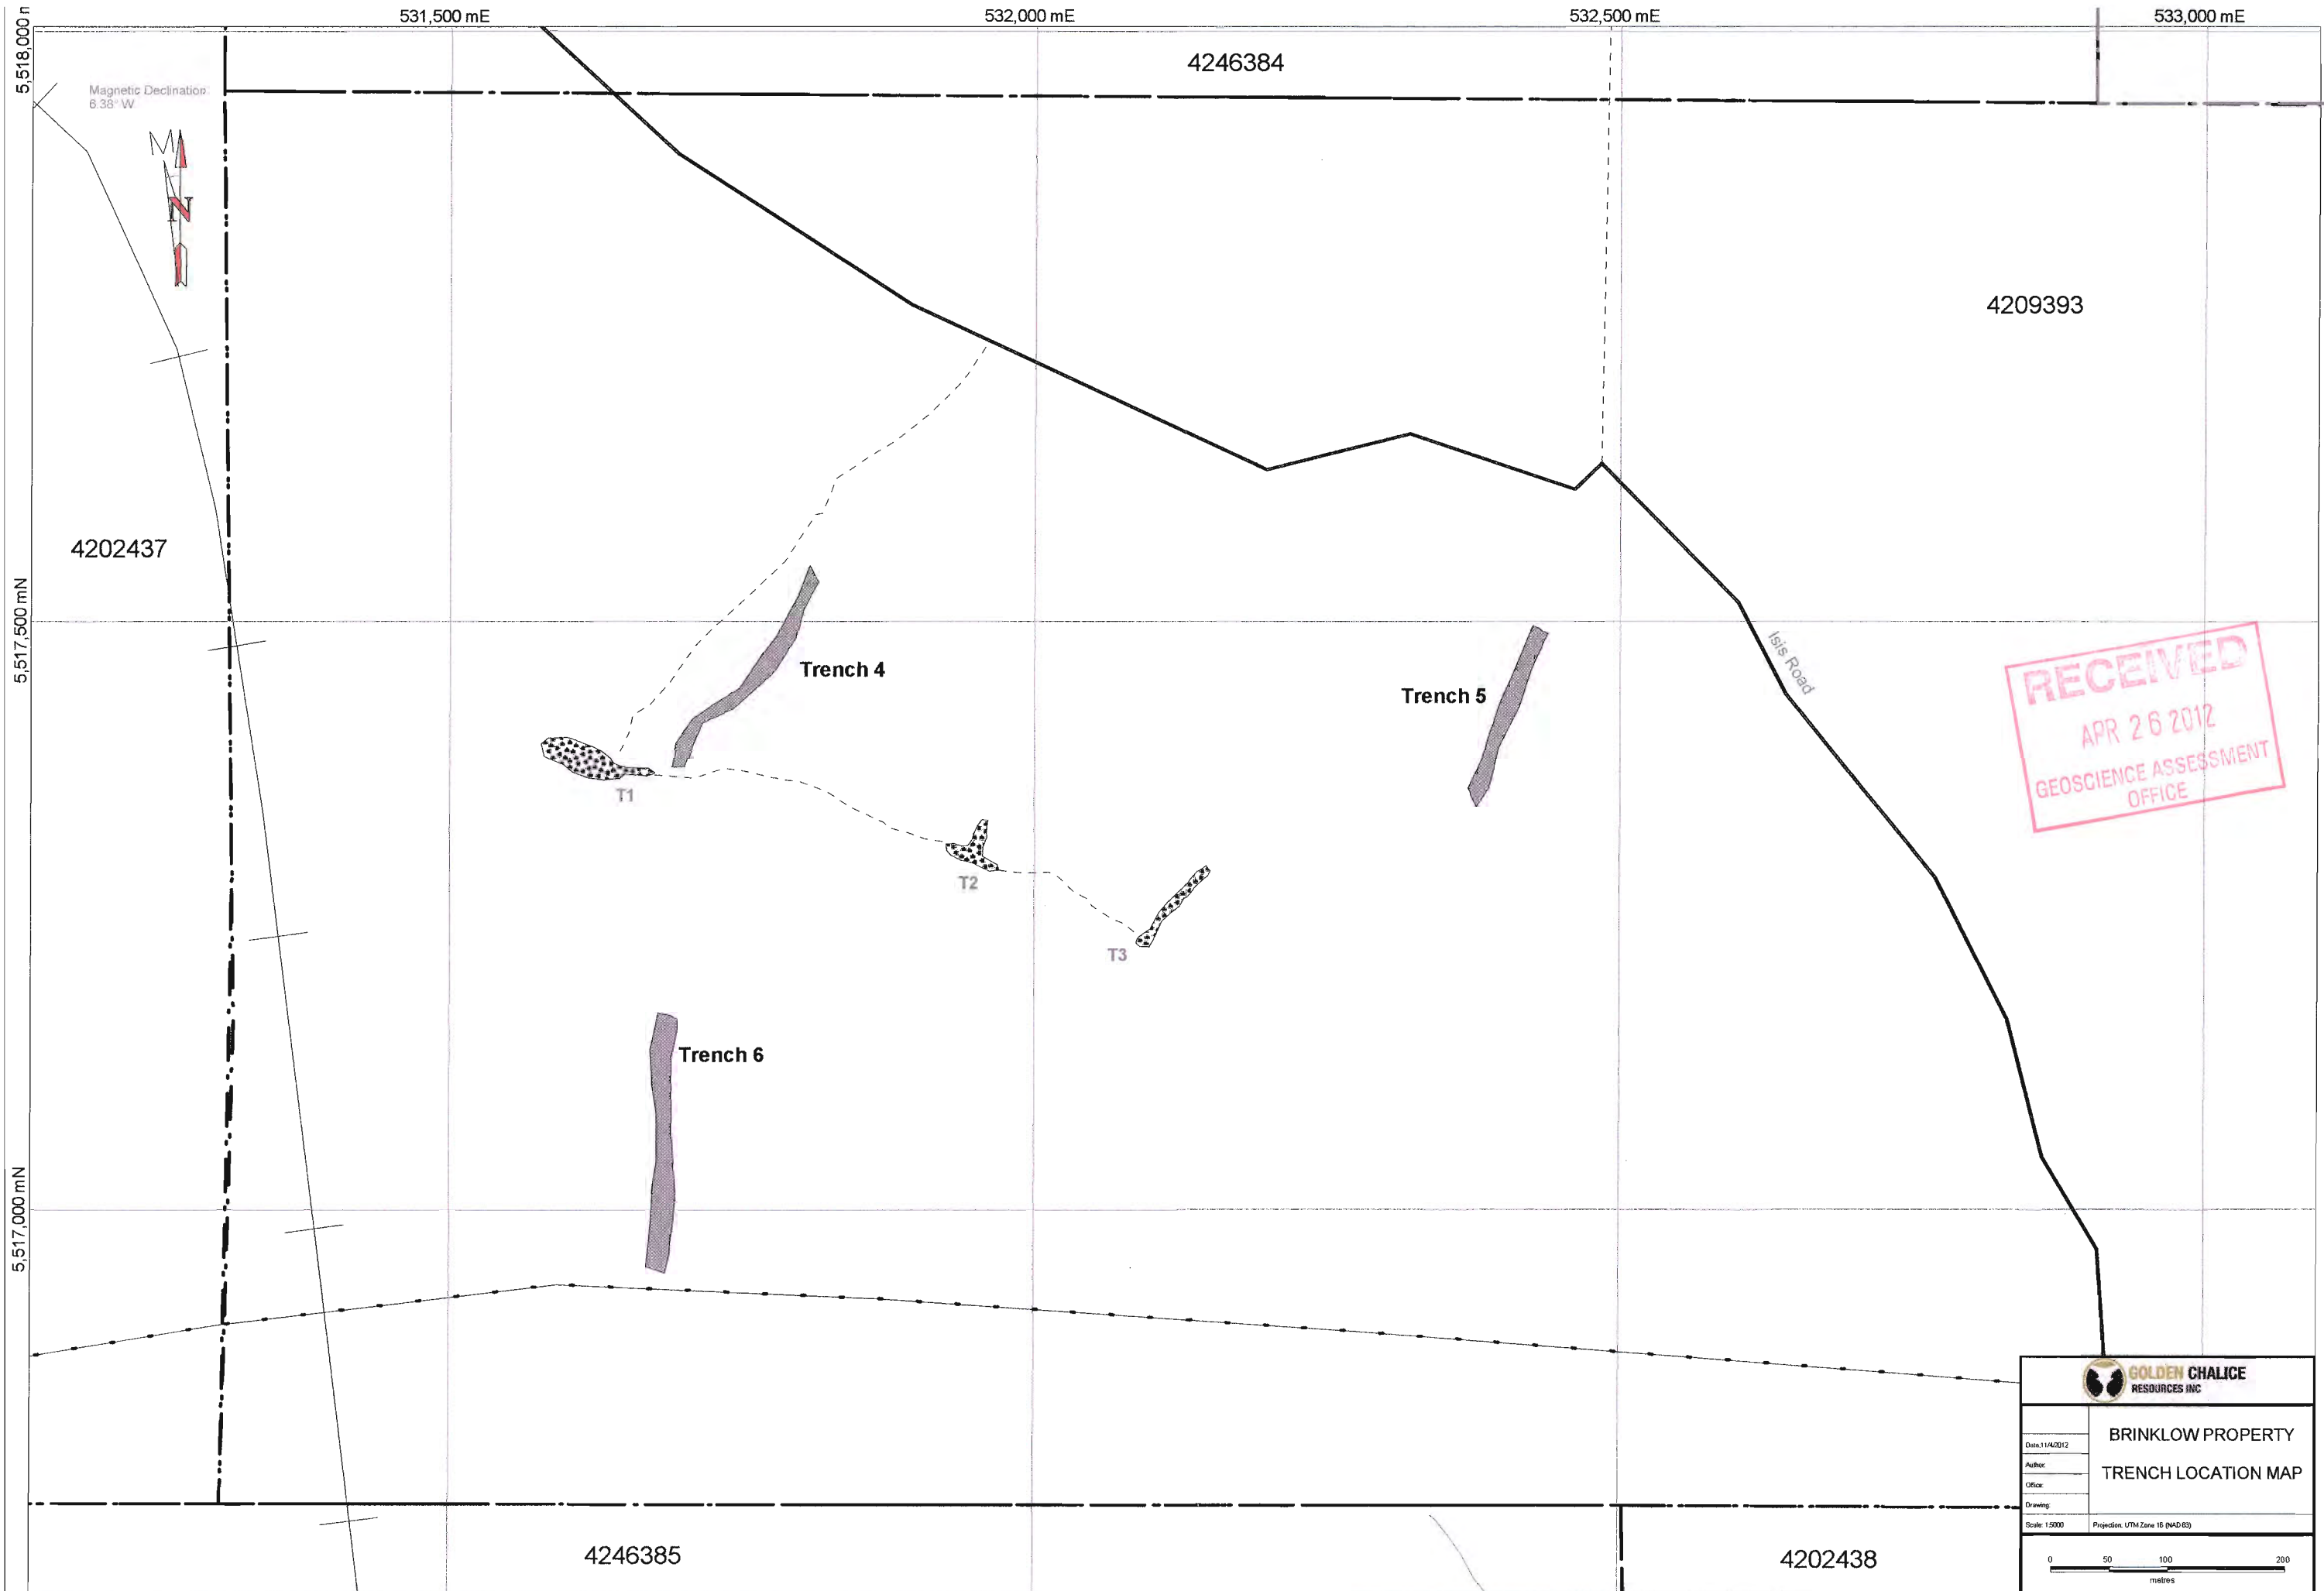 531,500 mE
532,000 mE
532,500 mE
533,000 mE
5,518,000 n
4246384
Magnetic Declination
6.38° W
M
N
4209393
4202437
5,517,500 mN
Isis Road
Trench 4
Trench 5
RECEIVED
APR 26 2012
GEOSCIENCE ASSESSMENT
OFFICE
T1
T2
T3
Trench 6
5,517,000 mN
GOLDEN CHALICE
RESOURCES INC
BRINKLOW PROPERTY
TRENCH LOCATION MAP
Date:11/4/2012
Author:
Office:
Drawing:
Scale: 1:5000
Projection: UTM Zone 16 (NAD 83)
0 50 100 200
metres
4246385
4202438